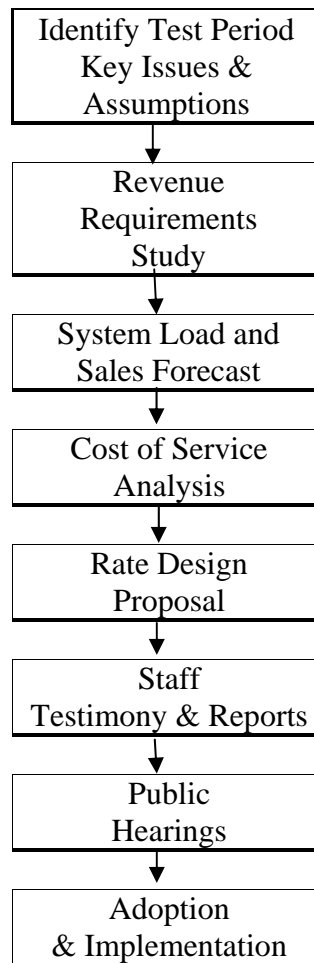 Identify Test Period
Key Issues &
Assumptions
Revenue
Requirements
Study
System Load and
Sales Forecast
Cost of Service
Analysis
Rate Design
Proposal
Staff
Testimony & Reports
Public
Hearings
Adoption
& Implementation